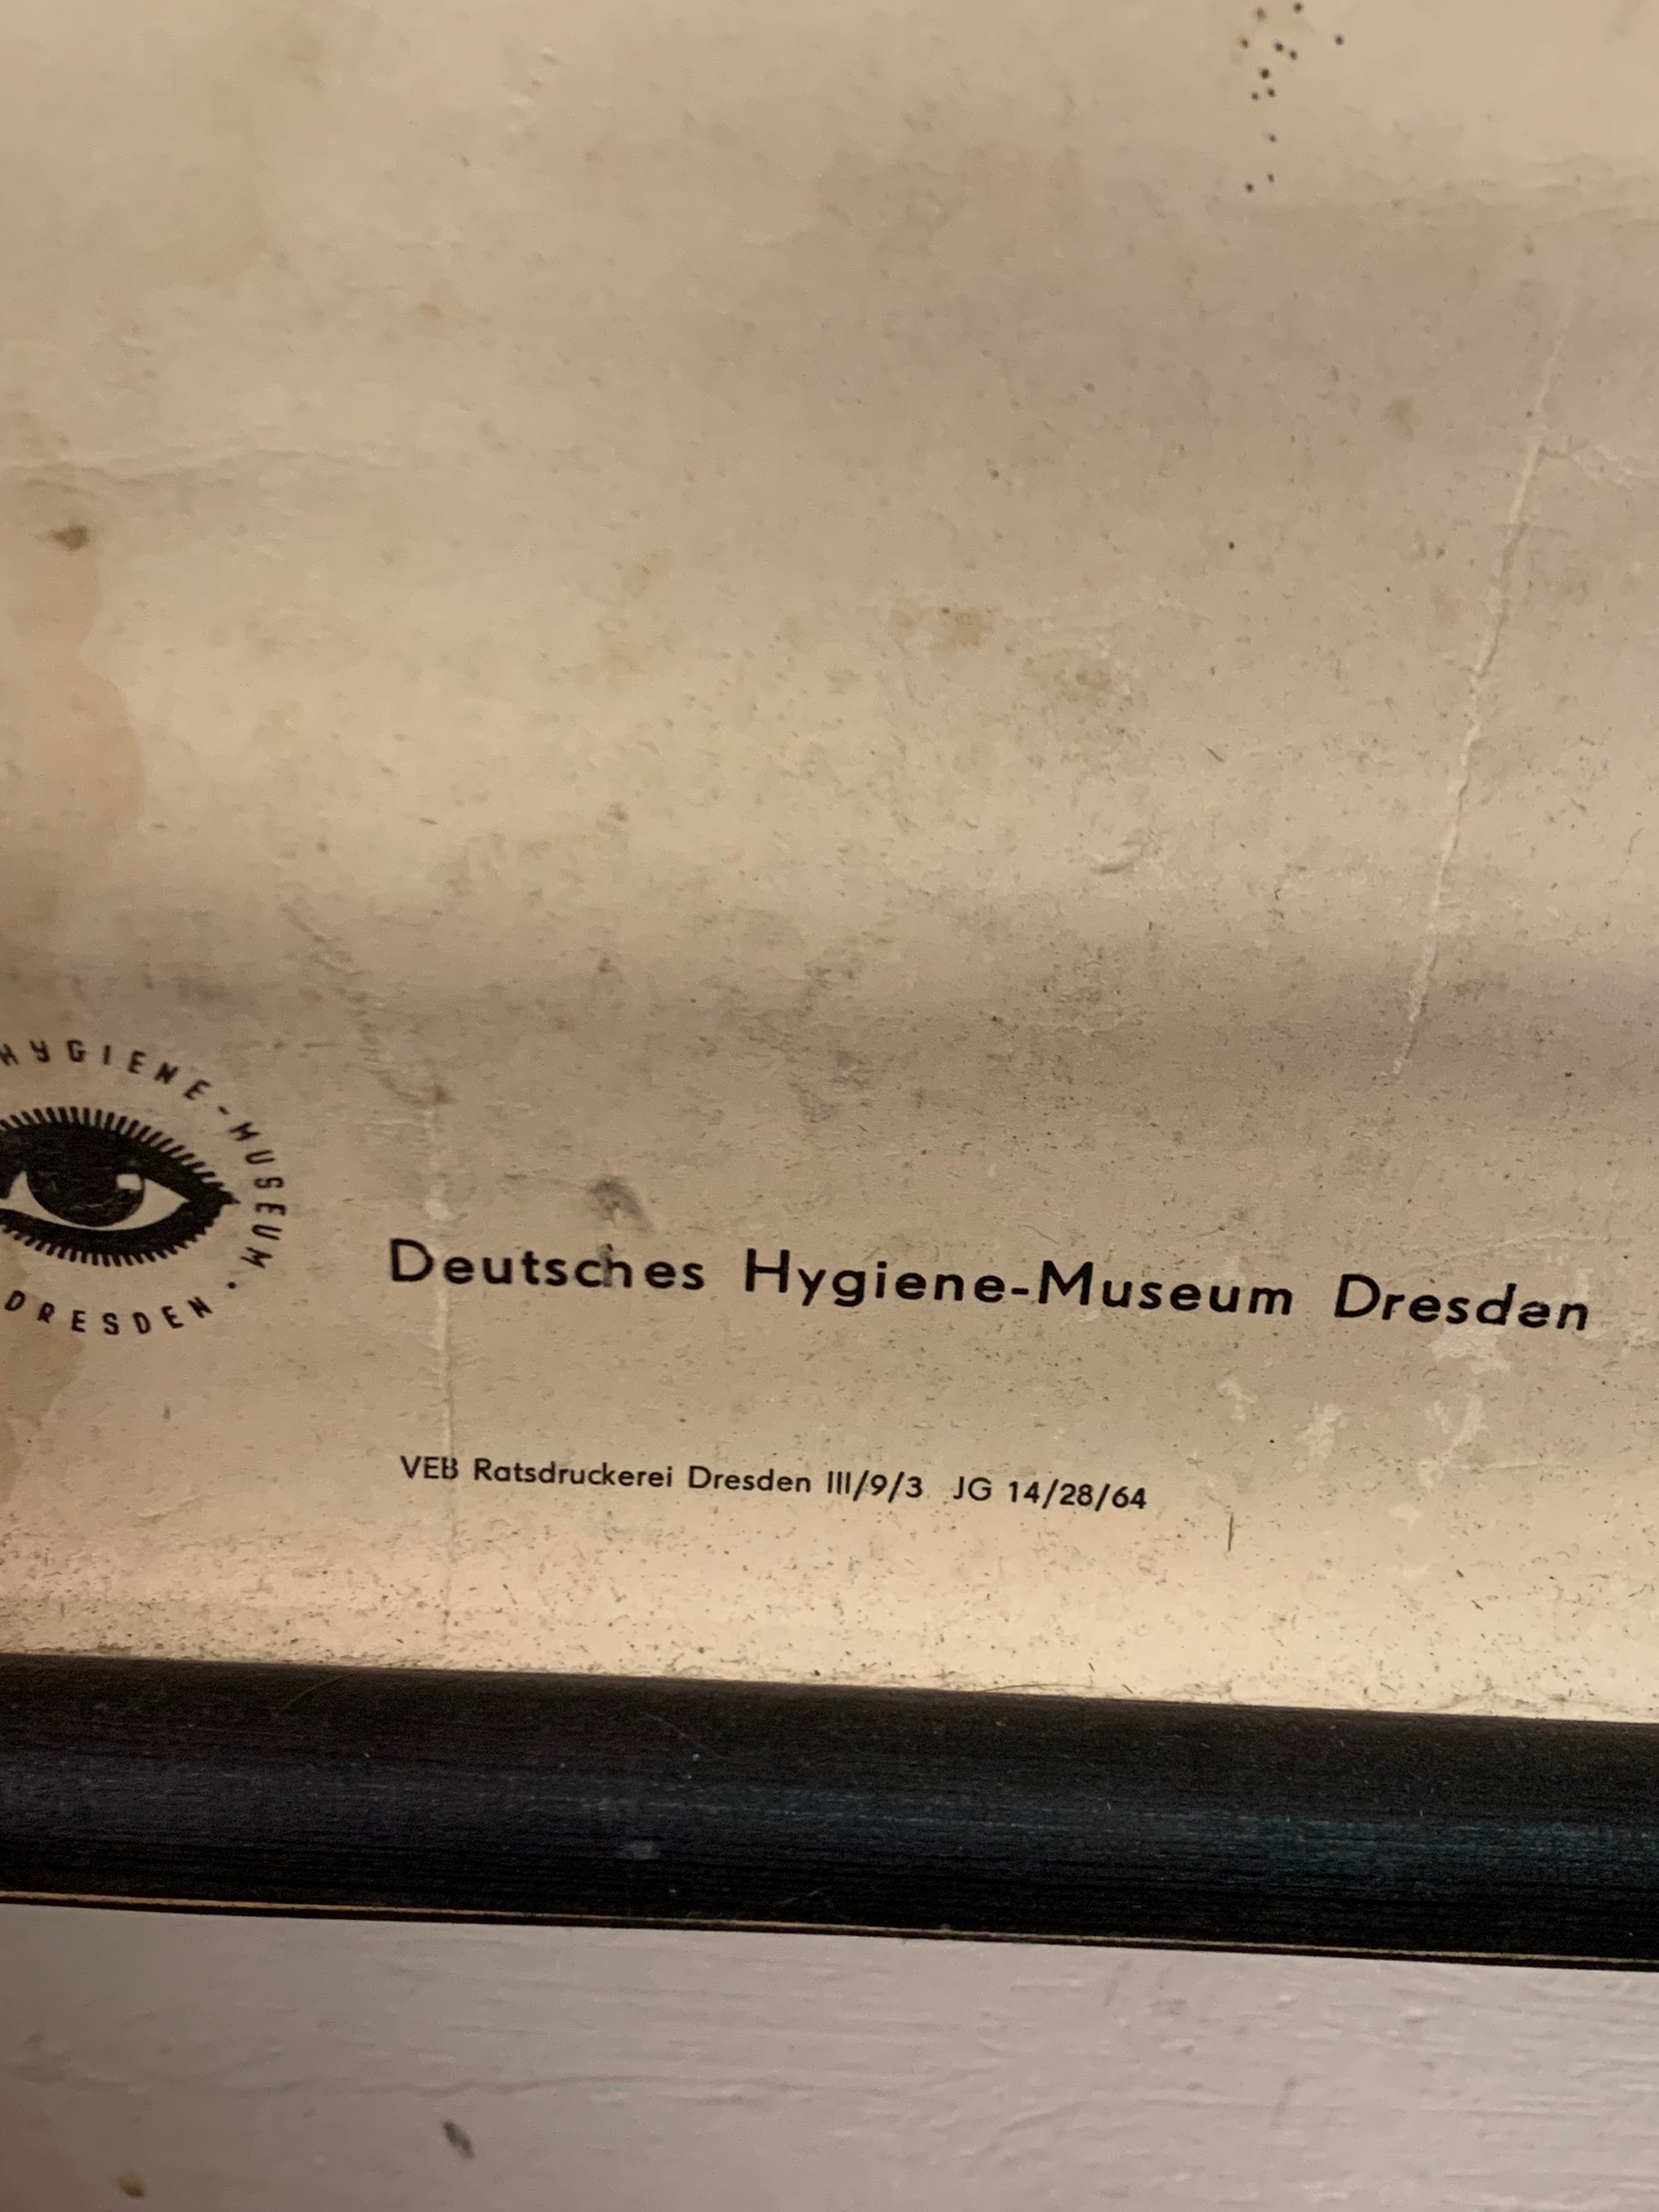 HYGIENE-MUSEUM · DRESDEN
Deutsches Hygiene-Museum Dresden
VEB Ratsdruckerei Dresden III/9/3 JG 14/28/64